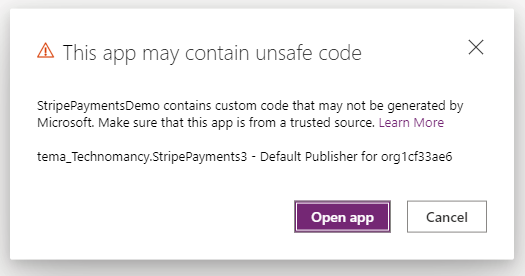 This app may contain unsafe code
StripePaymentsDemo contains custom code that may not be generated by
Microsoft. Make sure that this app is from a trusted source. Learn More
tema_Technomancy.StripePayments3 - Default Publisher for org1cf33ae6
Open app
Cancel